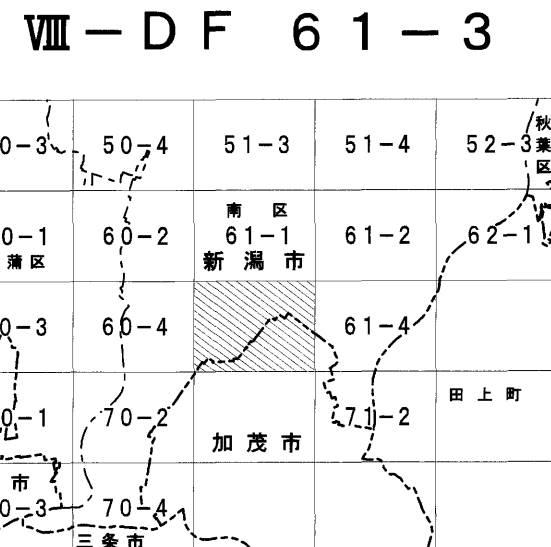 Ⅷ－ＤＦ　６１－３
0-3 50-4 51-3 51-4 52-3 秋葉区
南区
0-1 60-2 61-1 61-2 62-1
蒲区 新潟市
0-3 60-4 61-4
田上町
0-1 70-2 71-2
加茂市
市
0-3 70-4
三条市